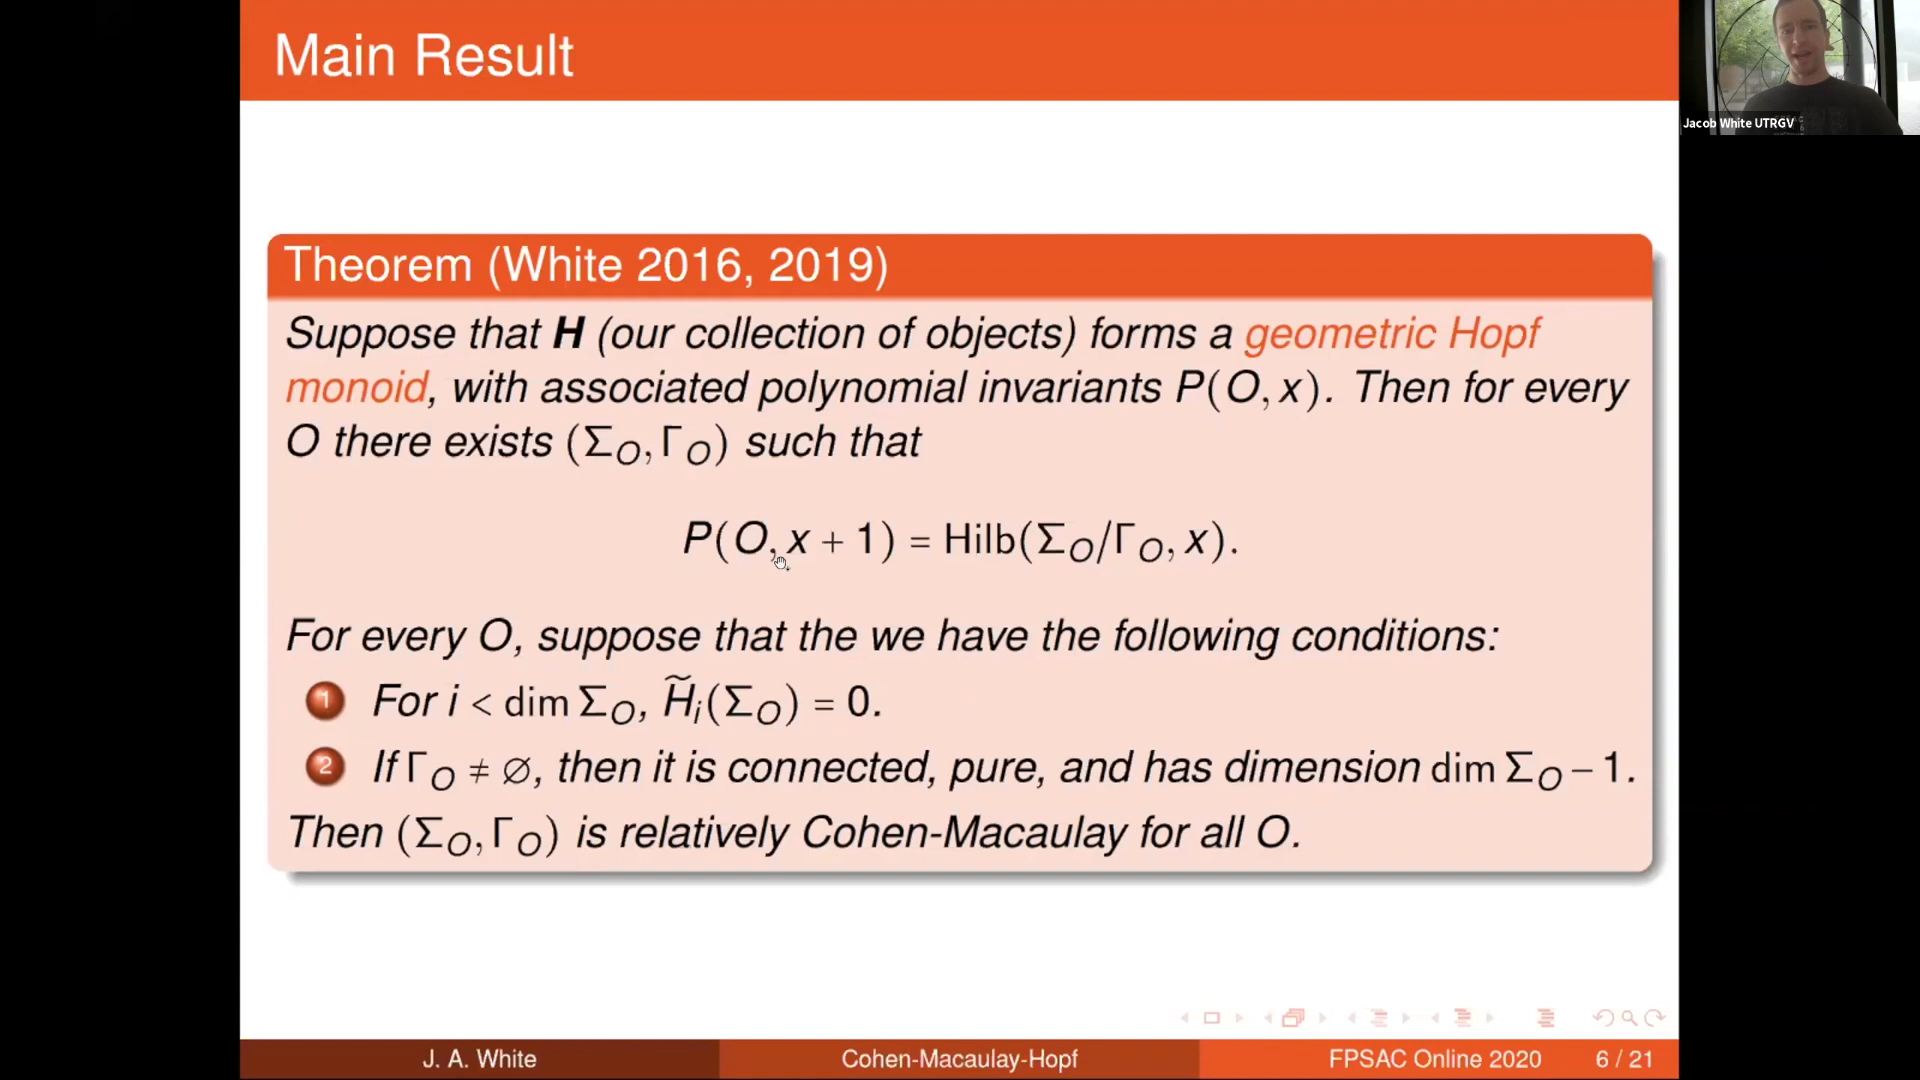 Main Result
Jacob White UTRGV
Theorem (White 2016, 2019)
Suppose that H (our collection of objects) forms a geometric Hopf
monoid, with associated polynomial invariants P(O, x). Then for every
O there exists (Σ_O, Γ_O) such that
P(O, x + 1) = Hilb(Σ_O/Γ_O, x).
For every O, suppose that the we have the following conditions:
1 For i < dim Σ_O, H̃_i(Σ_O) = 0.
2 If Γ_O ≠ ∅, then it is connected, pure, and has dimension dim Σ_O − 1.
Then (Σ_O, Γ_O) is relatively Cohen-Macaulay for all O.
J. A. White Cohen-Macaulay-Hopf FPSAC Online 2020 6 / 21